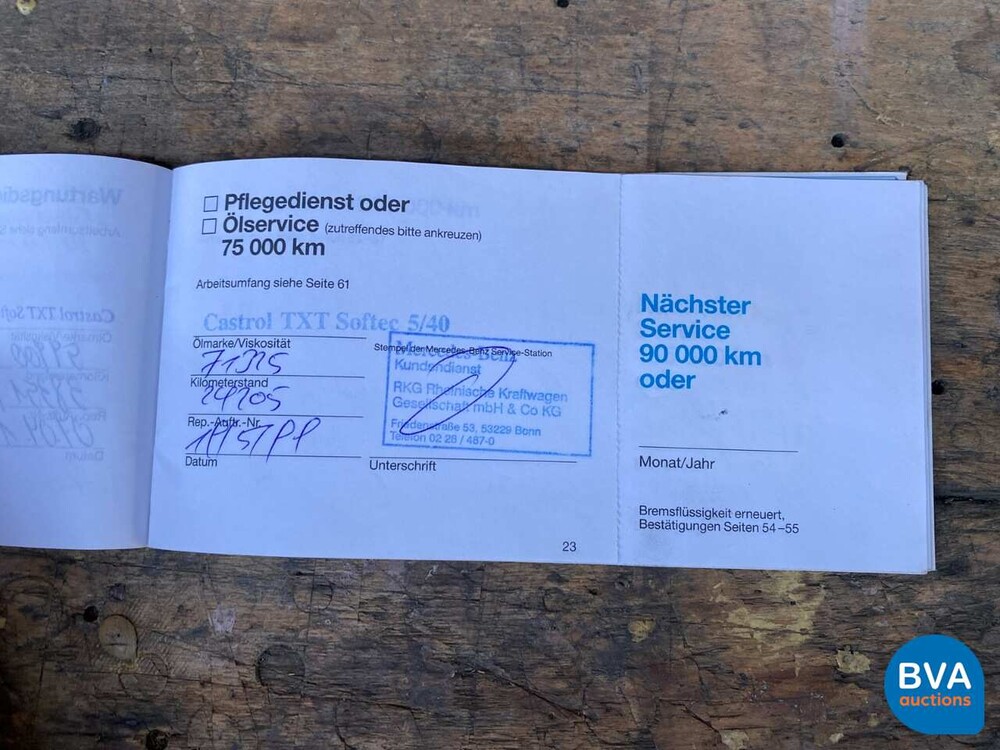 Pflegedienst oder
Ölservice (zutreffendes bitte ankreuzen)
75 000 km
Arbeitsumfang siehe Seite 61
Castrol TXT Softec 5/40
Ölmarke/Viskosität
71325
Kilometerstand
24205
Rep.-Auftr.-Nr.
Datum
Stempel der Mercedes-Benz Service-Station
Mercedes-Benz
Kundendienst
RKG Rheinische Kraftwagen
Gesellschaft mbH & Co KG
Friedenstraße 53, 53229 Bonn
Telefon 02 28 / 487-0
Unterschrift
23
Nächster
Service
90 000 km
oder
Monat/Jahr
Bremsflüssigkeit erneuert,
Bestätigungen Seiten 54–55
BVA
auctions